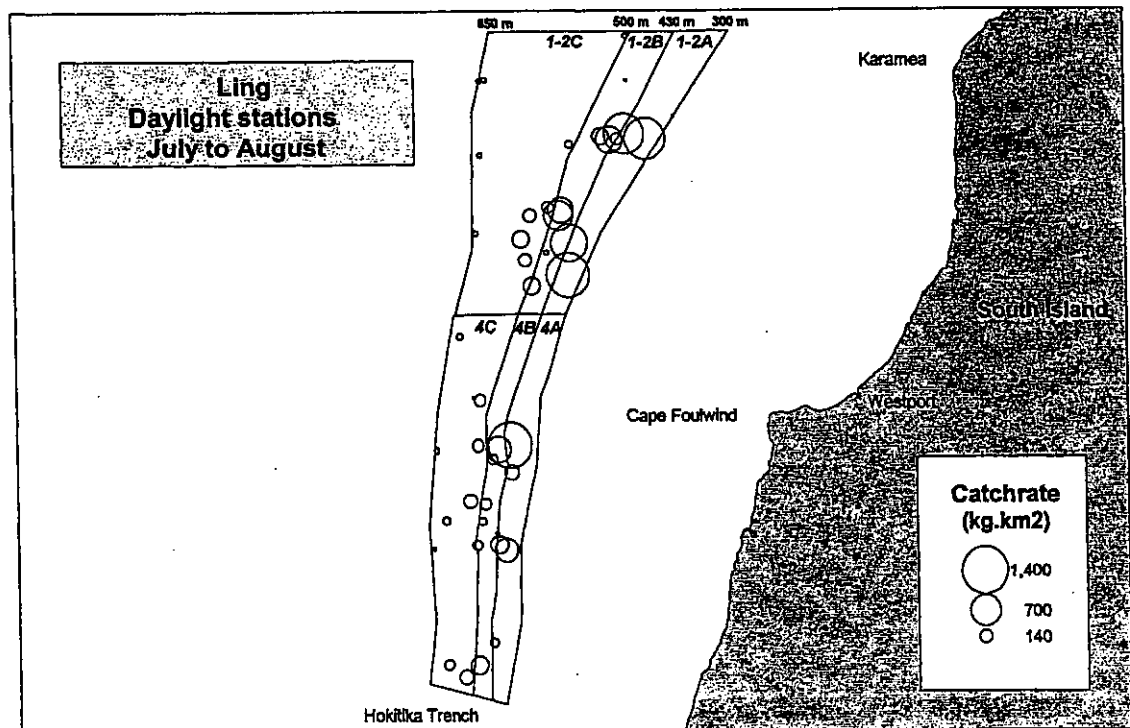 650 m 500 m 430 m 300 m
1-2C 1-2B 1-2A
Karamea
Ling
Daylight stations
July to August
South Island
4C 4B 4A
Westport
Cape Foulwind
Catchrate
(kg.km2)
1,400
700
140
Hokitika Trench